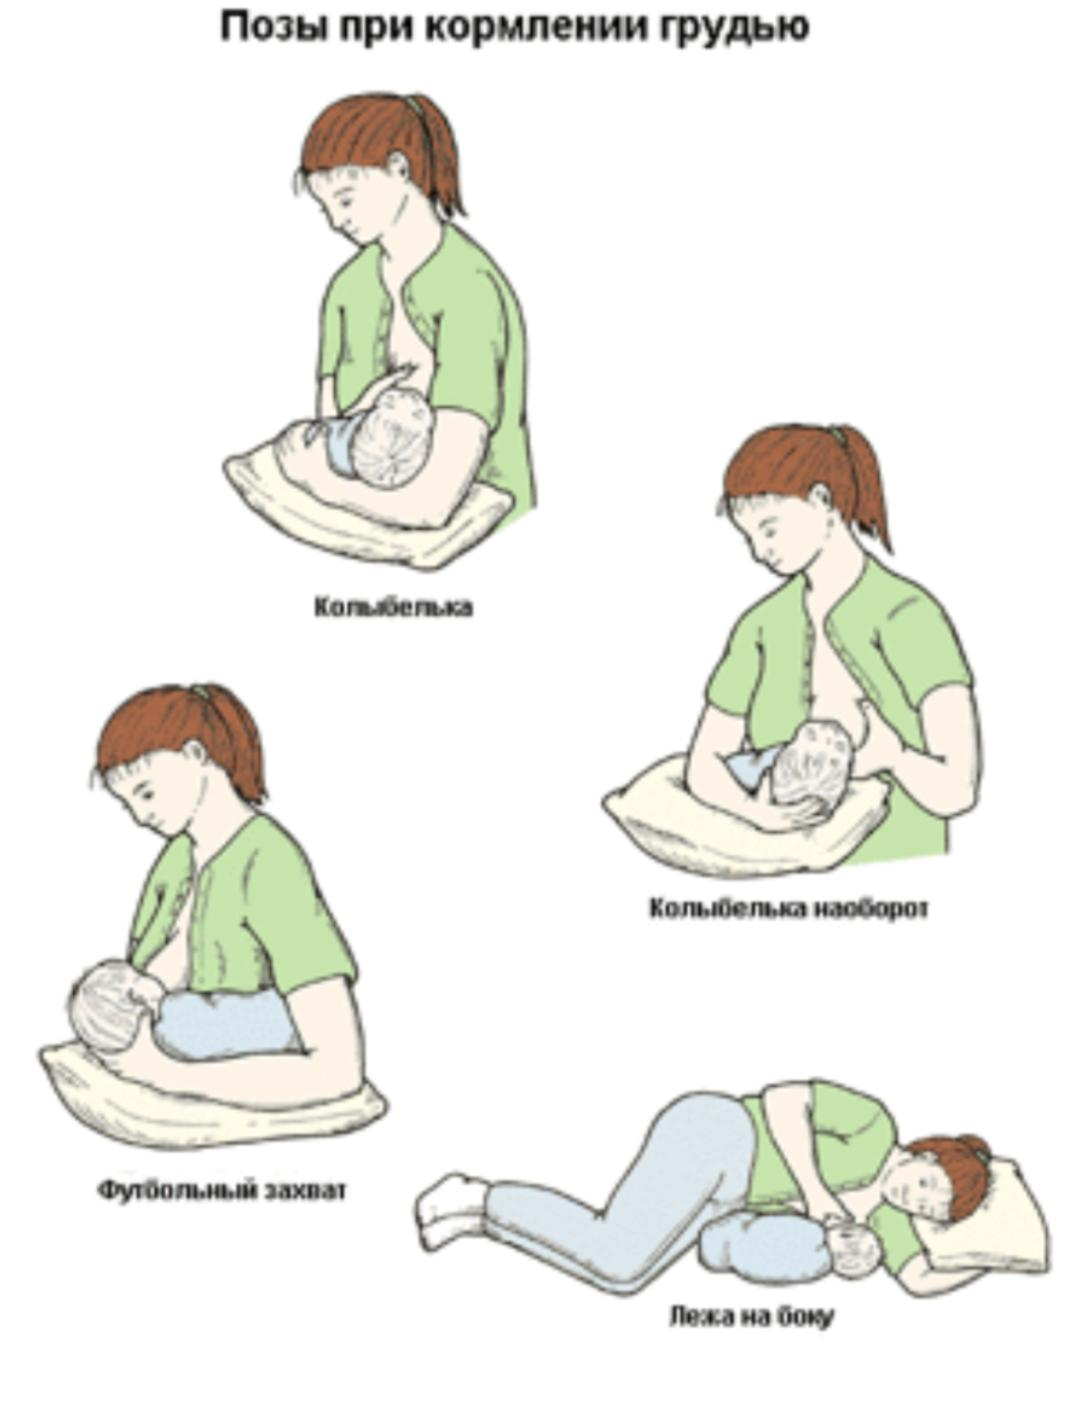 Позы при кормлении грудью
Колыбелька
Колыбелька наоборот
Футбольный захват
Лежа на боку